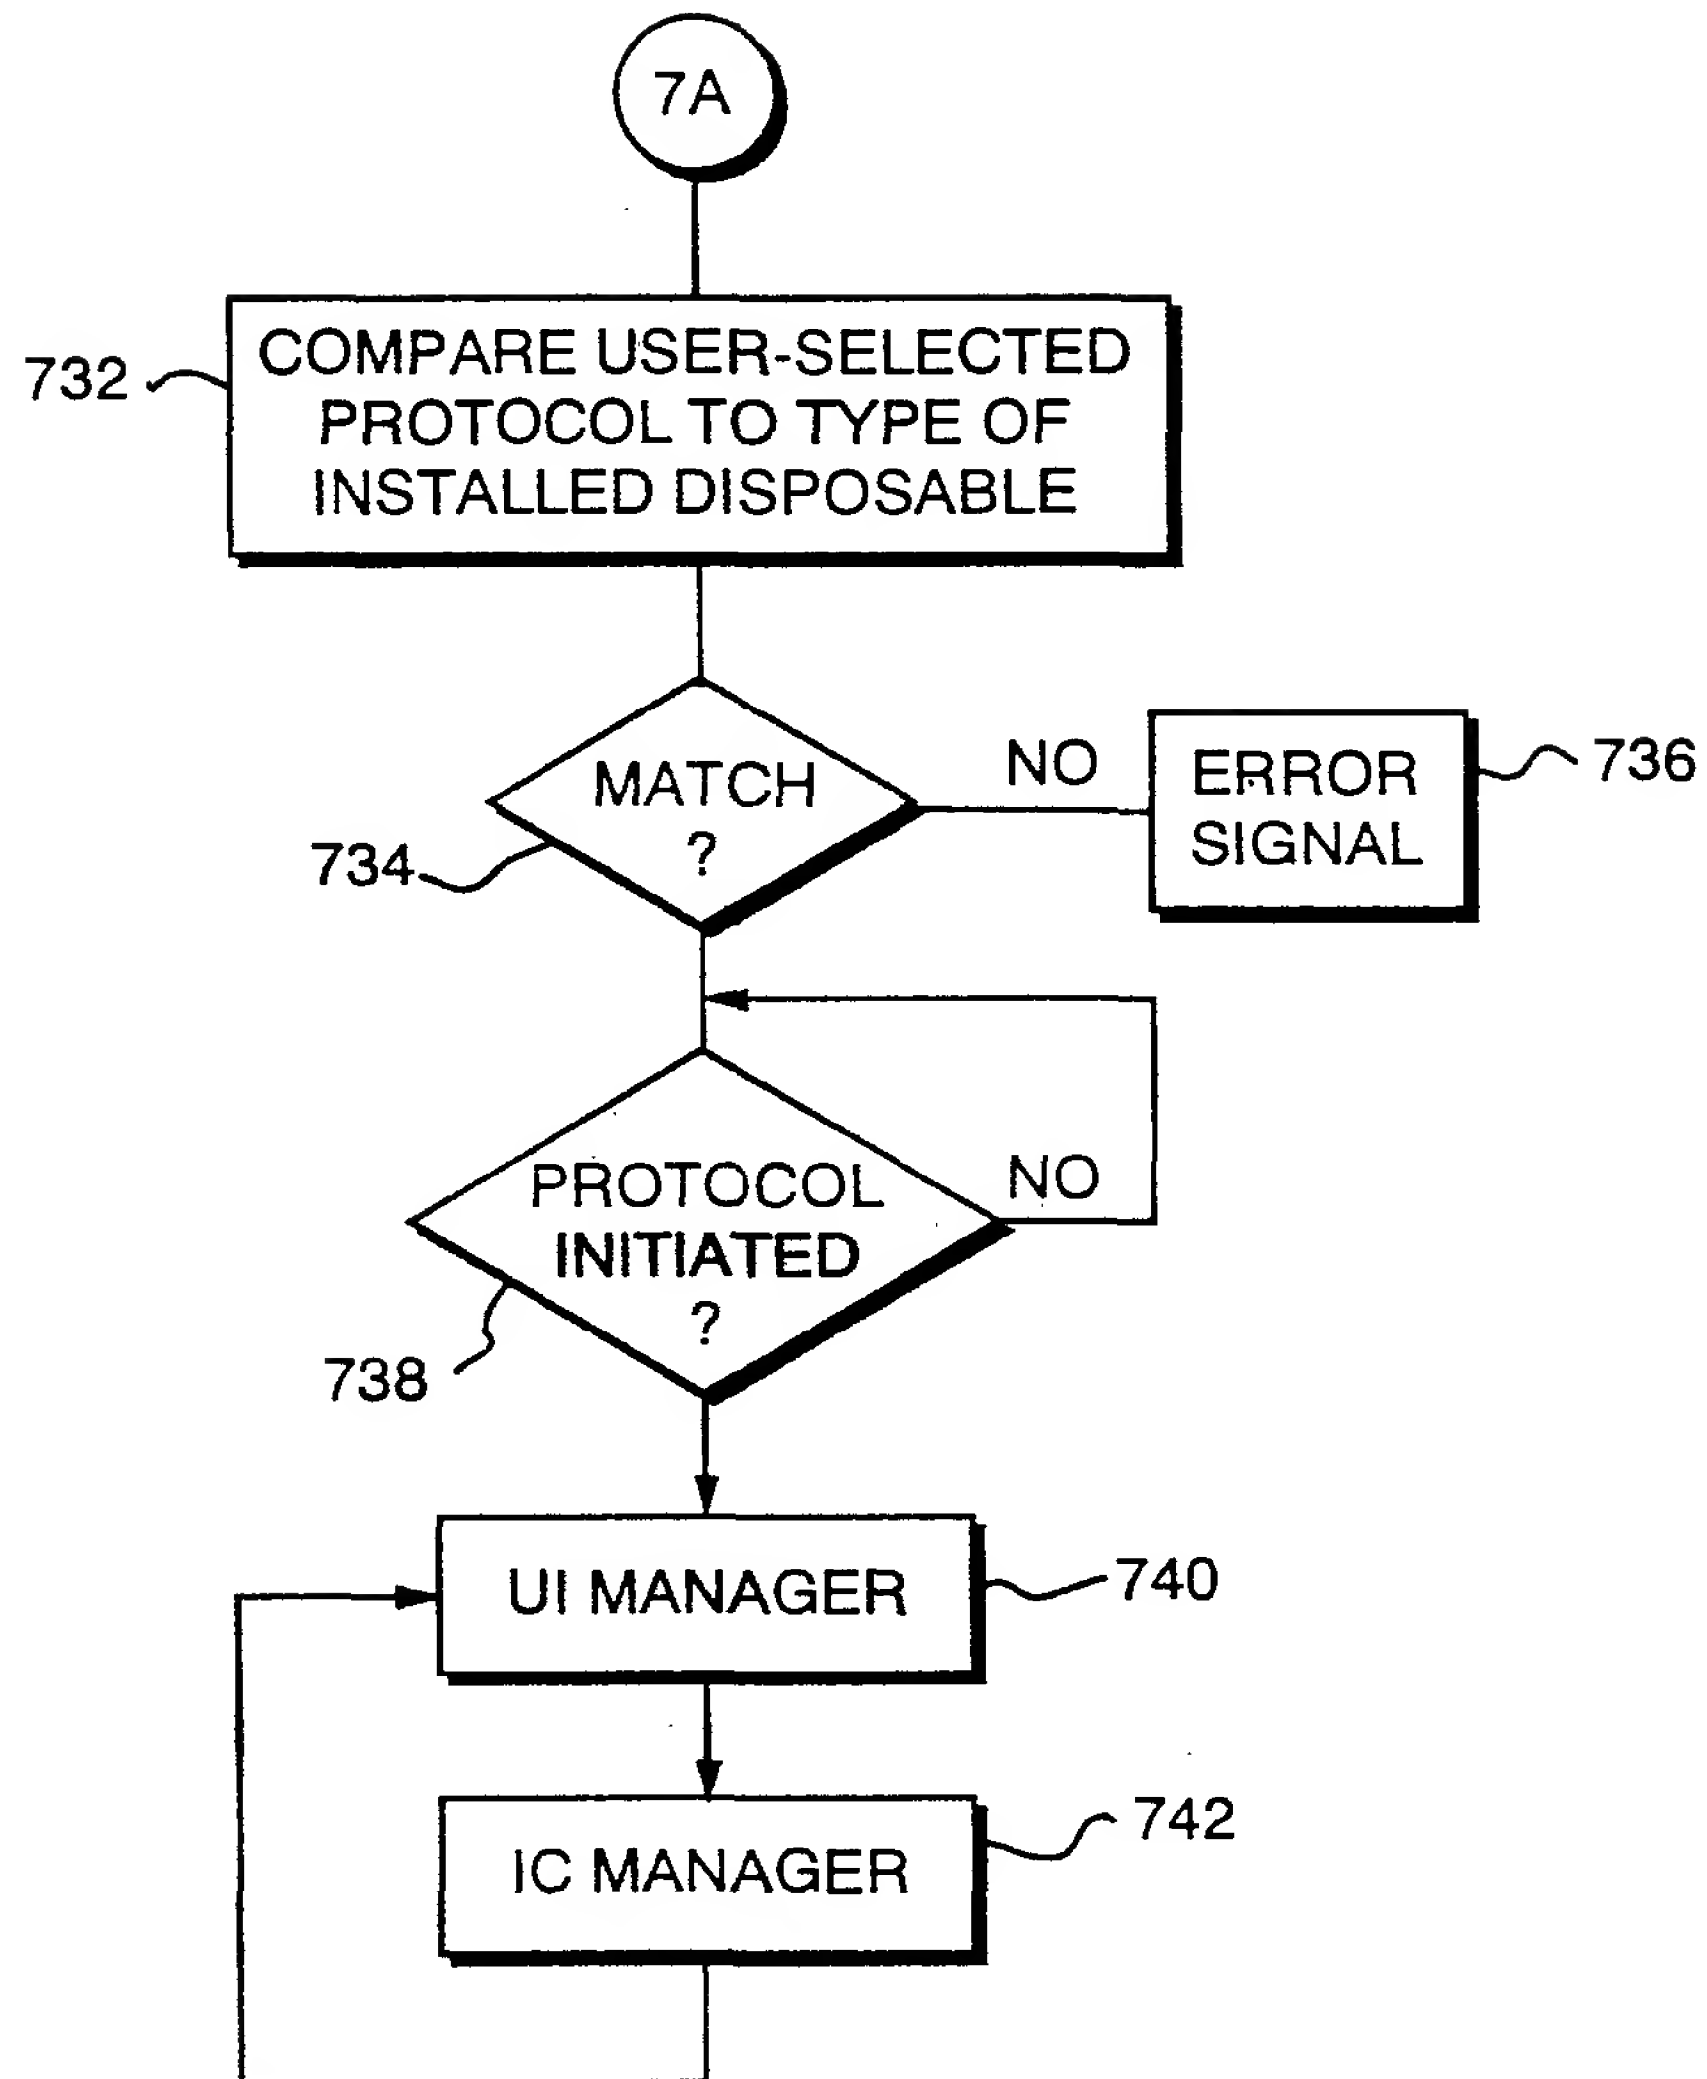 7A
732
COMPARE USER-SELECTED
PROTOCOL TO TYPE OF
INSTALLED DISPOSABLE
MATCH
?
734
NO
ERROR
SIGNAL
736
PROTOCOL
INITIATED
?
NO
738
UI MANAGER
740
IC MANAGER
742